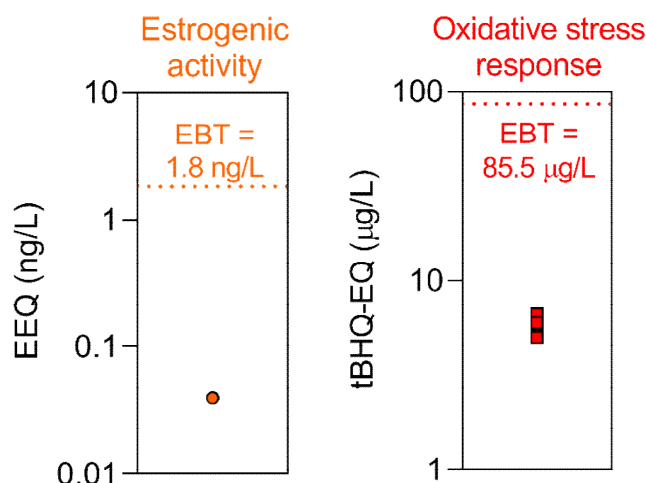 Estrogenic
activity
EEQ (ng/L)
10
1
0.1
0.01
EBT =
1.8 ng/L
Oxidative stress
response
tBHQ-EQ (μg/L)
100
10
1
EBT =
85.5 μg/L